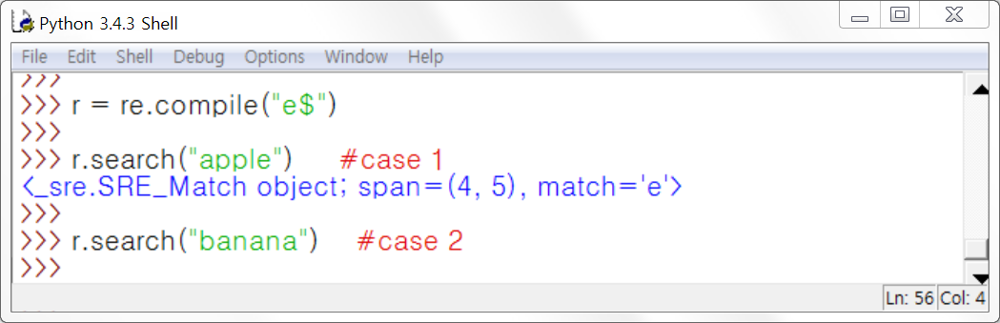 Python 3.4.3 Shell
File Edit Shell Debug Options Window Help
>>>
>>> r = re.compile("e$")
>>>
>>> r.search("apple") #case 1
<_sre.SRE_Match object; span=(4, 5), match='e'>
>>>
>>> r.search("banana") #case 2
>>>
Ln: 56 Col: 4